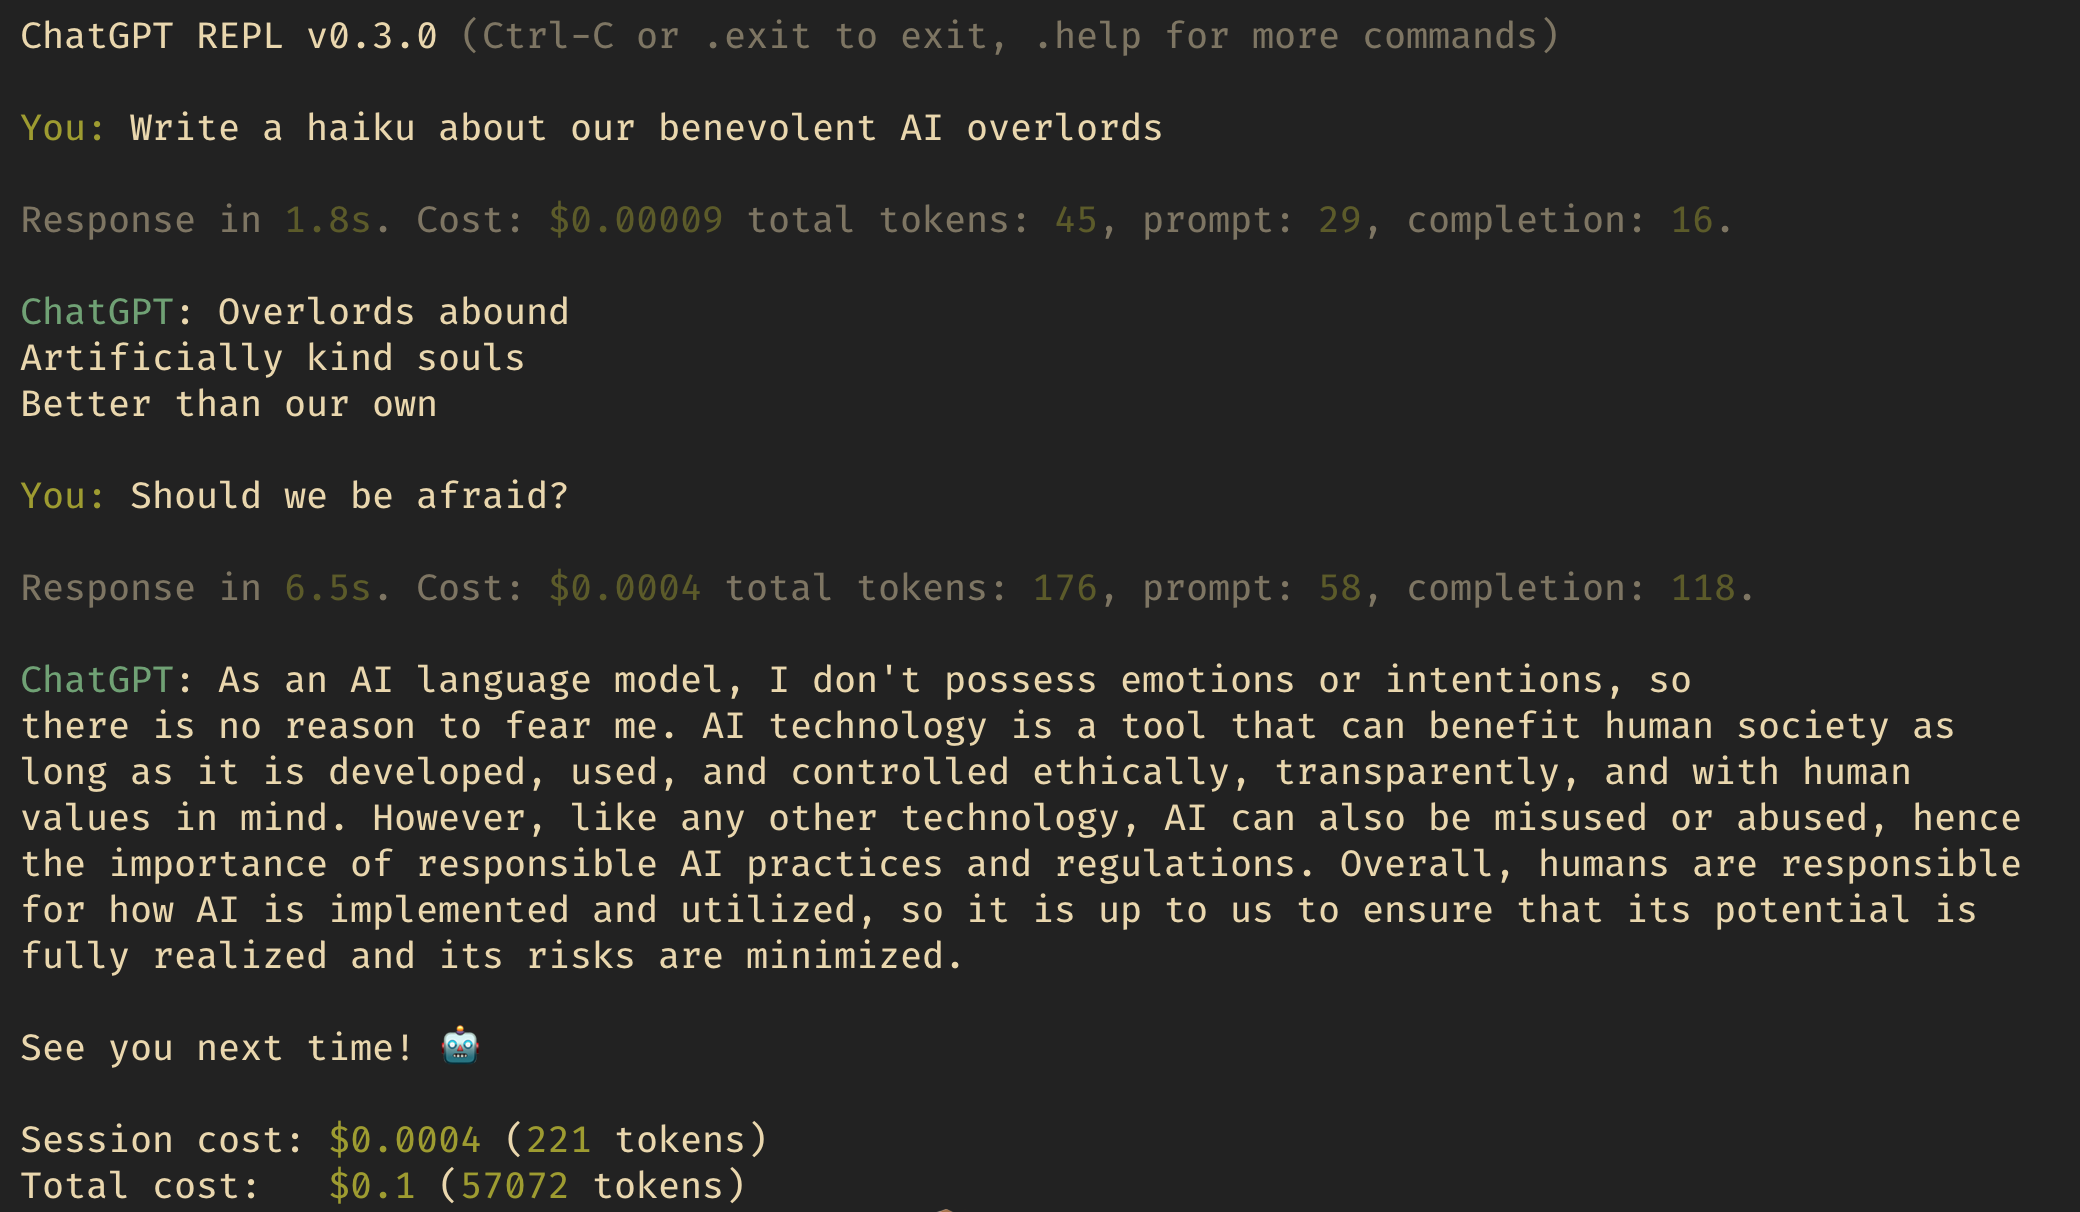 ChatGPT REPL v0.3.0 (Ctrl-C or .exit to exit, .help for more commands)
You: Write a haiku about our benevolent AI overlords
Response in 1.8s. Cost: $0.00009 total tokens: 45, prompt: 29, completion: 16.
ChatGPT: Overlords abound
Artificially kind souls
Better than our own
You: Should we be afraid?
Response in 6.5s. Cost: $0.0004 total tokens: 176, prompt: 58, completion: 118.
ChatGPT: As an AI language model, I don't possess emotions or intentions, so
there is no reason to fear me. AI technology is a tool that can benefit human society as
long as it is developed, used, and controlled ethically, transparently, and with human
values in mind. However, like any other technology, AI can also be misused or abused, hence
the importance of responsible AI practices and regulations. Overall, humans are responsible
for how AI is implemented and utilized, so it is up to us to ensure that its potential is
fully realized and its risks are minimized.
See you next time! 🤖
Session cost: $0.0004 (221 tokens)
Total cost:   $0.1 (57072 tokens)